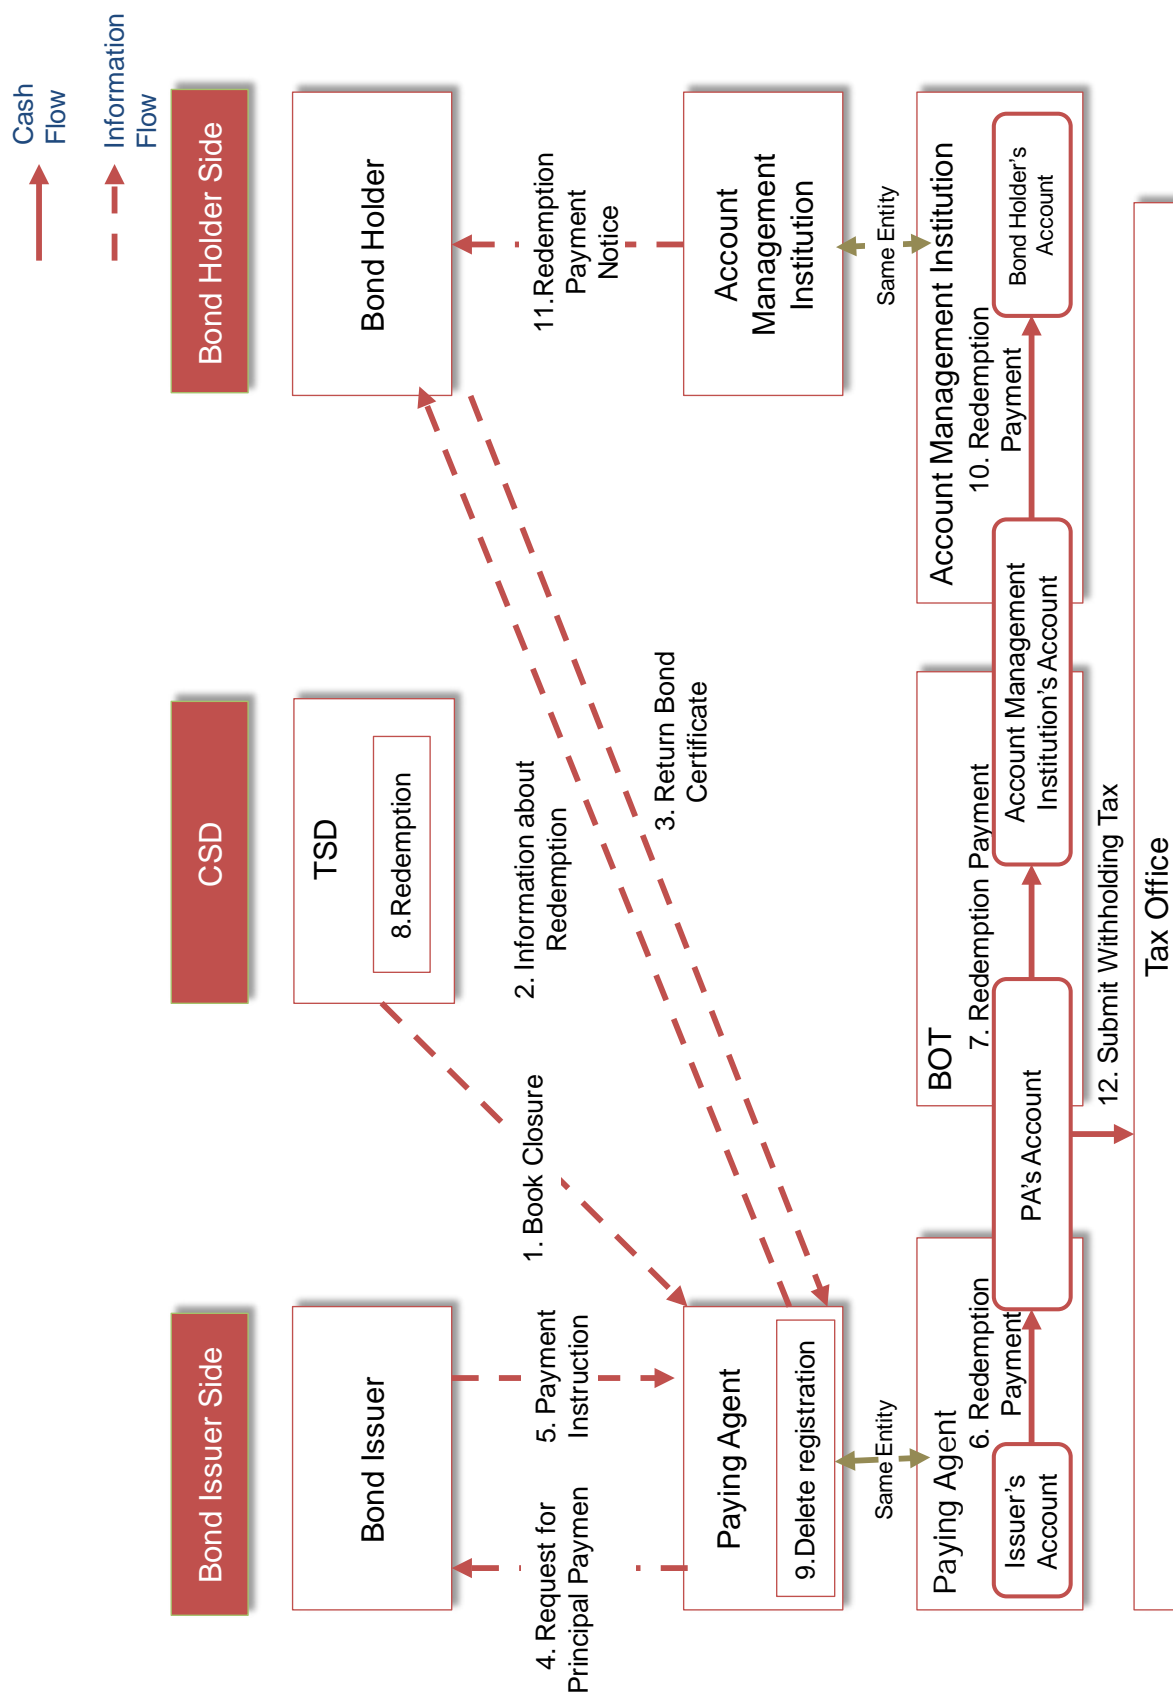 Cash
Flow
Information
Flow
Bond Issuer Side
CSD
Bond Holder Side
Bond Issuer
TSD
8.Redemption
Bond Holder
4. Request for
Principal Paymen
5. Payment
Instruction
1. Book Closure
2. Information about
Redemption
3. Return Bond
Certificate
11.Redemption
Payment
Notice
Paying Agent
9.Delete registration
Account
Management
Institution
Same Entity
Same Entity
Paying Agent
6. Redemption
Payment
Issuer's
Account
BOT
7. Redemption Payment
PA's Account
Account Management
Institution's Account
Account Management Institution
10. Redemption
Payment
Bond Holder's
Account
12. Submit Withholding Tax
Tax Office